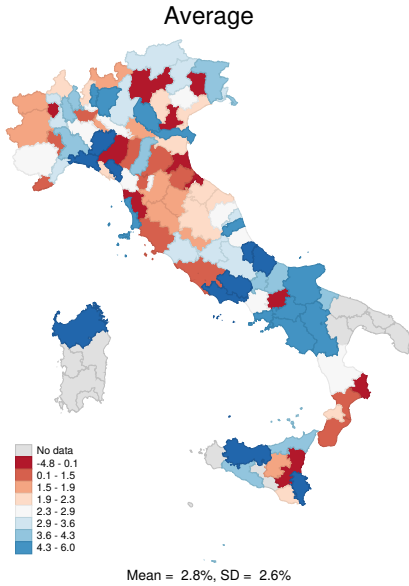 Average
No data
-4.8 - 0.1
0.1 - 1.5
1.5 - 1.9
1.9 - 2.3
2.3 - 2.9
2.9 - 3.6
3.6 - 4.3
4.3 - 6.0
Mean = 2.8%, SD = 2.6%